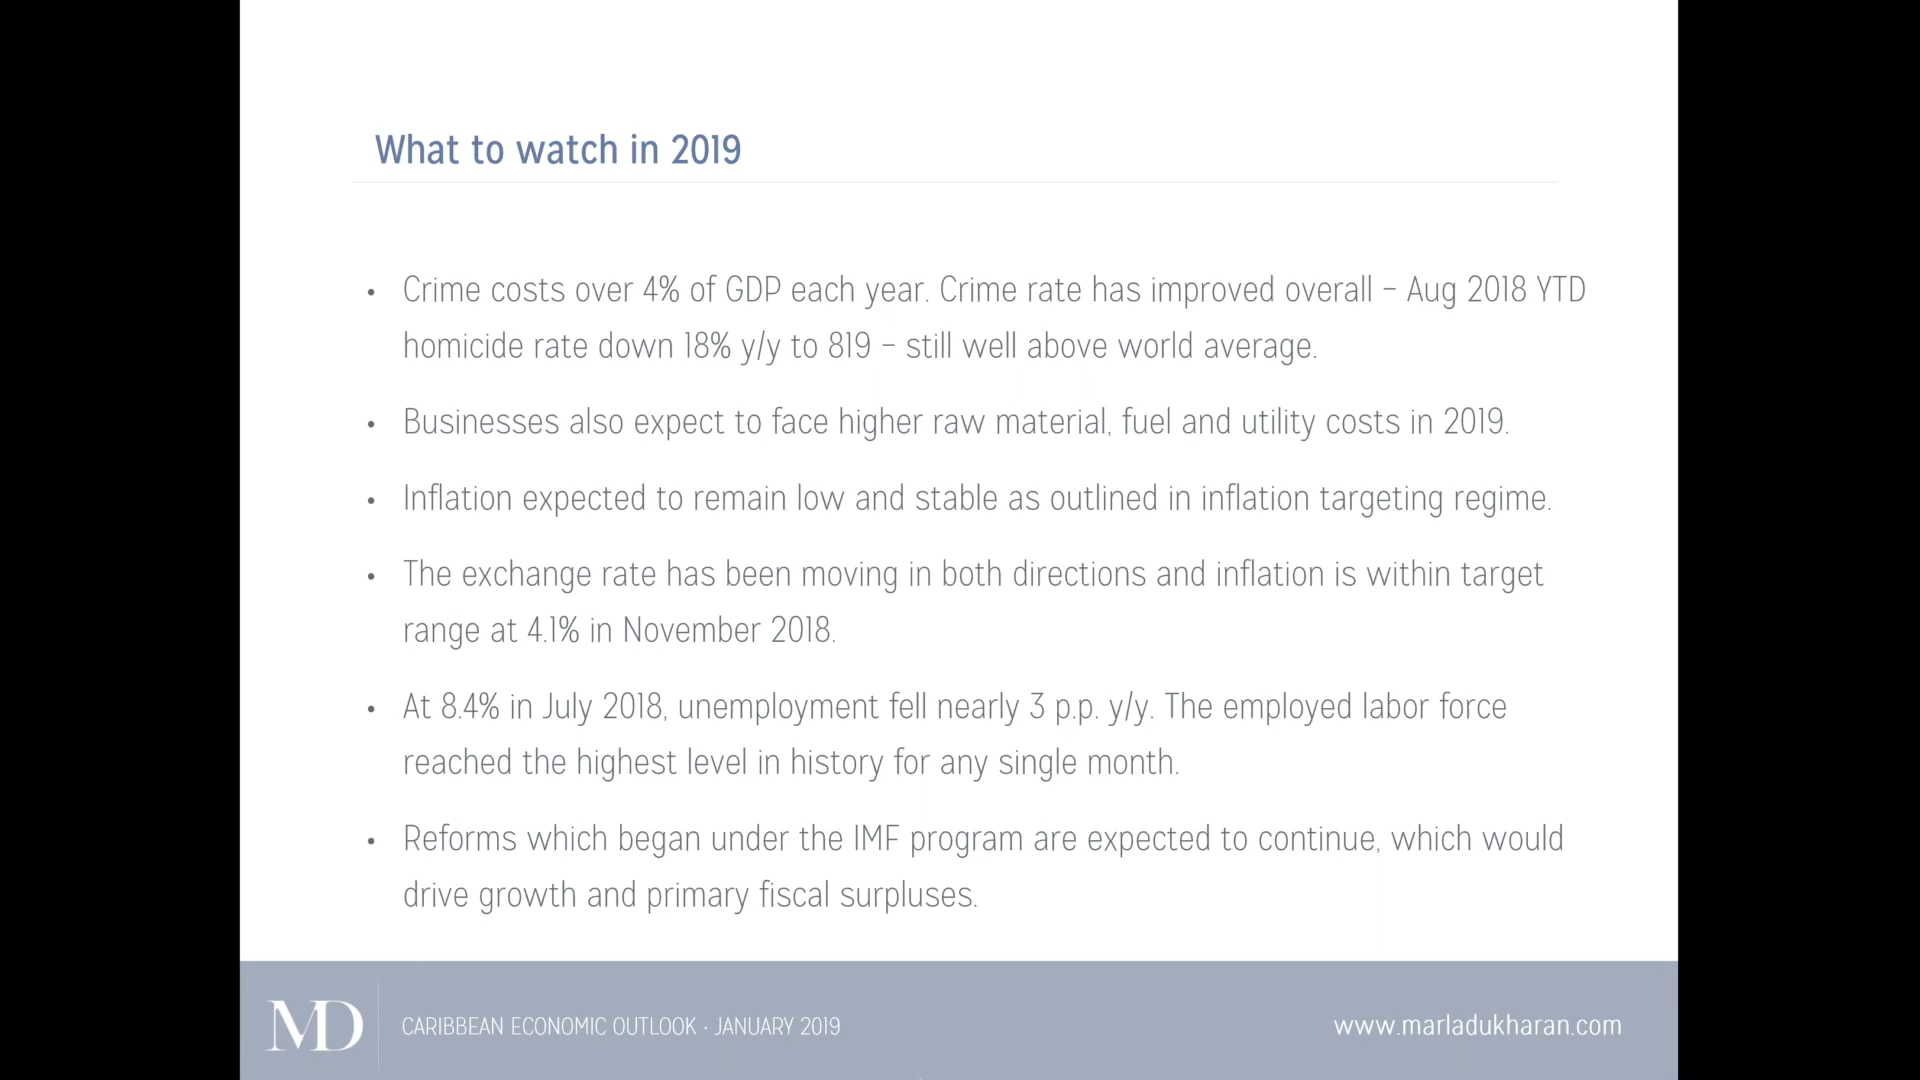 What to watch in 2019
• Crime costs over 4% of GDP each year. Crime rate has improved overall – Aug 2018 YTD
homicide rate down 18% y/y to 819 – still well above world average.
• Businesses also expect to face higher raw material, fuel and utility costs in 2019.
• Inflation expected to remain low and stable as outlined in inflation targeting regime.
• The exchange rate has been moving in both directions and inflation is within target
range at 4.1% in November 2018.
• At 8.4% in July 2018, unemployment fell nearly 3 p.p. y/y. The employed labor force
reached the highest level in history for any single month.
• Reforms which began under the IMF program are expected to continue, which would
drive growth and primary fiscal surpluses.
MD
CARIBBEAN ECONOMIC OUTLOOK · JANUARY 2019
www.marladukharan.com